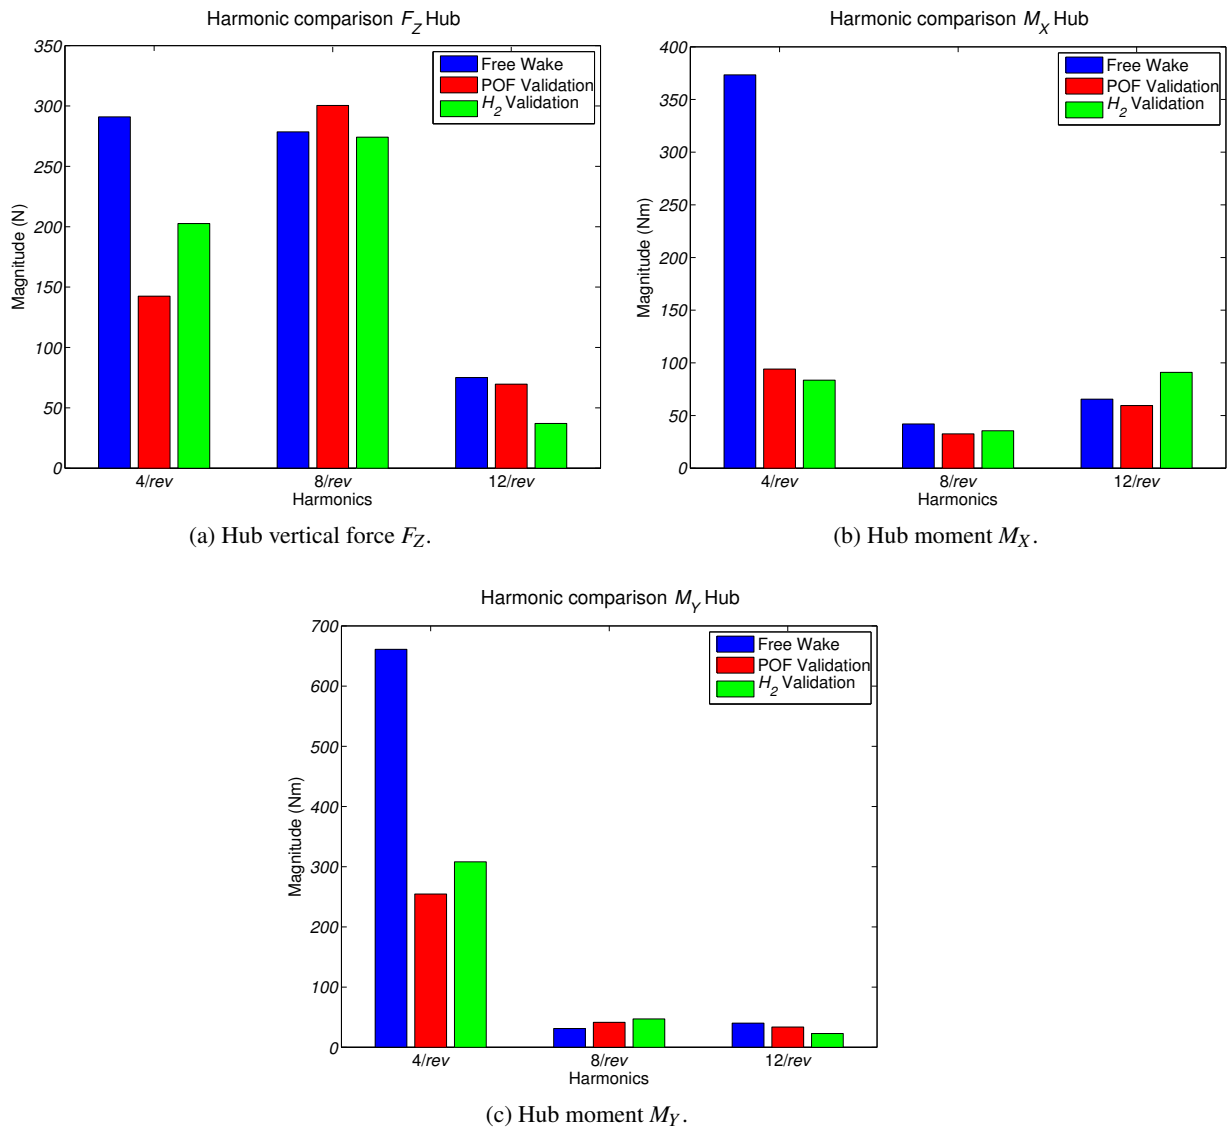 Harmonic comparison F_Z Hub
350
300
250
200
150
100
50
0
Magnitude (N)
Free Wake
POF Validation
H_2 Validation
4/rev
8/rev
12/rev
Harmonics
(a) Hub vertical force F_Z.
Harmonic comparison M_X Hub
400
350
300
250
200
150
100
50
0
Magnitude (Nm)
Free Wake
POF Validation
H_2 Validation
4/rev
8/rev
12/rev
Harmonics
(b) Hub moment M_X.
Harmonic comparison M_Y Hub
700
600
500
400
300
200
100
0
Magnitude (Nm)
Free Wake
POF Validation
H_2 Validation
4/rev
8/rev
12/rev
Harmonics
(c) Hub moment M_Y.